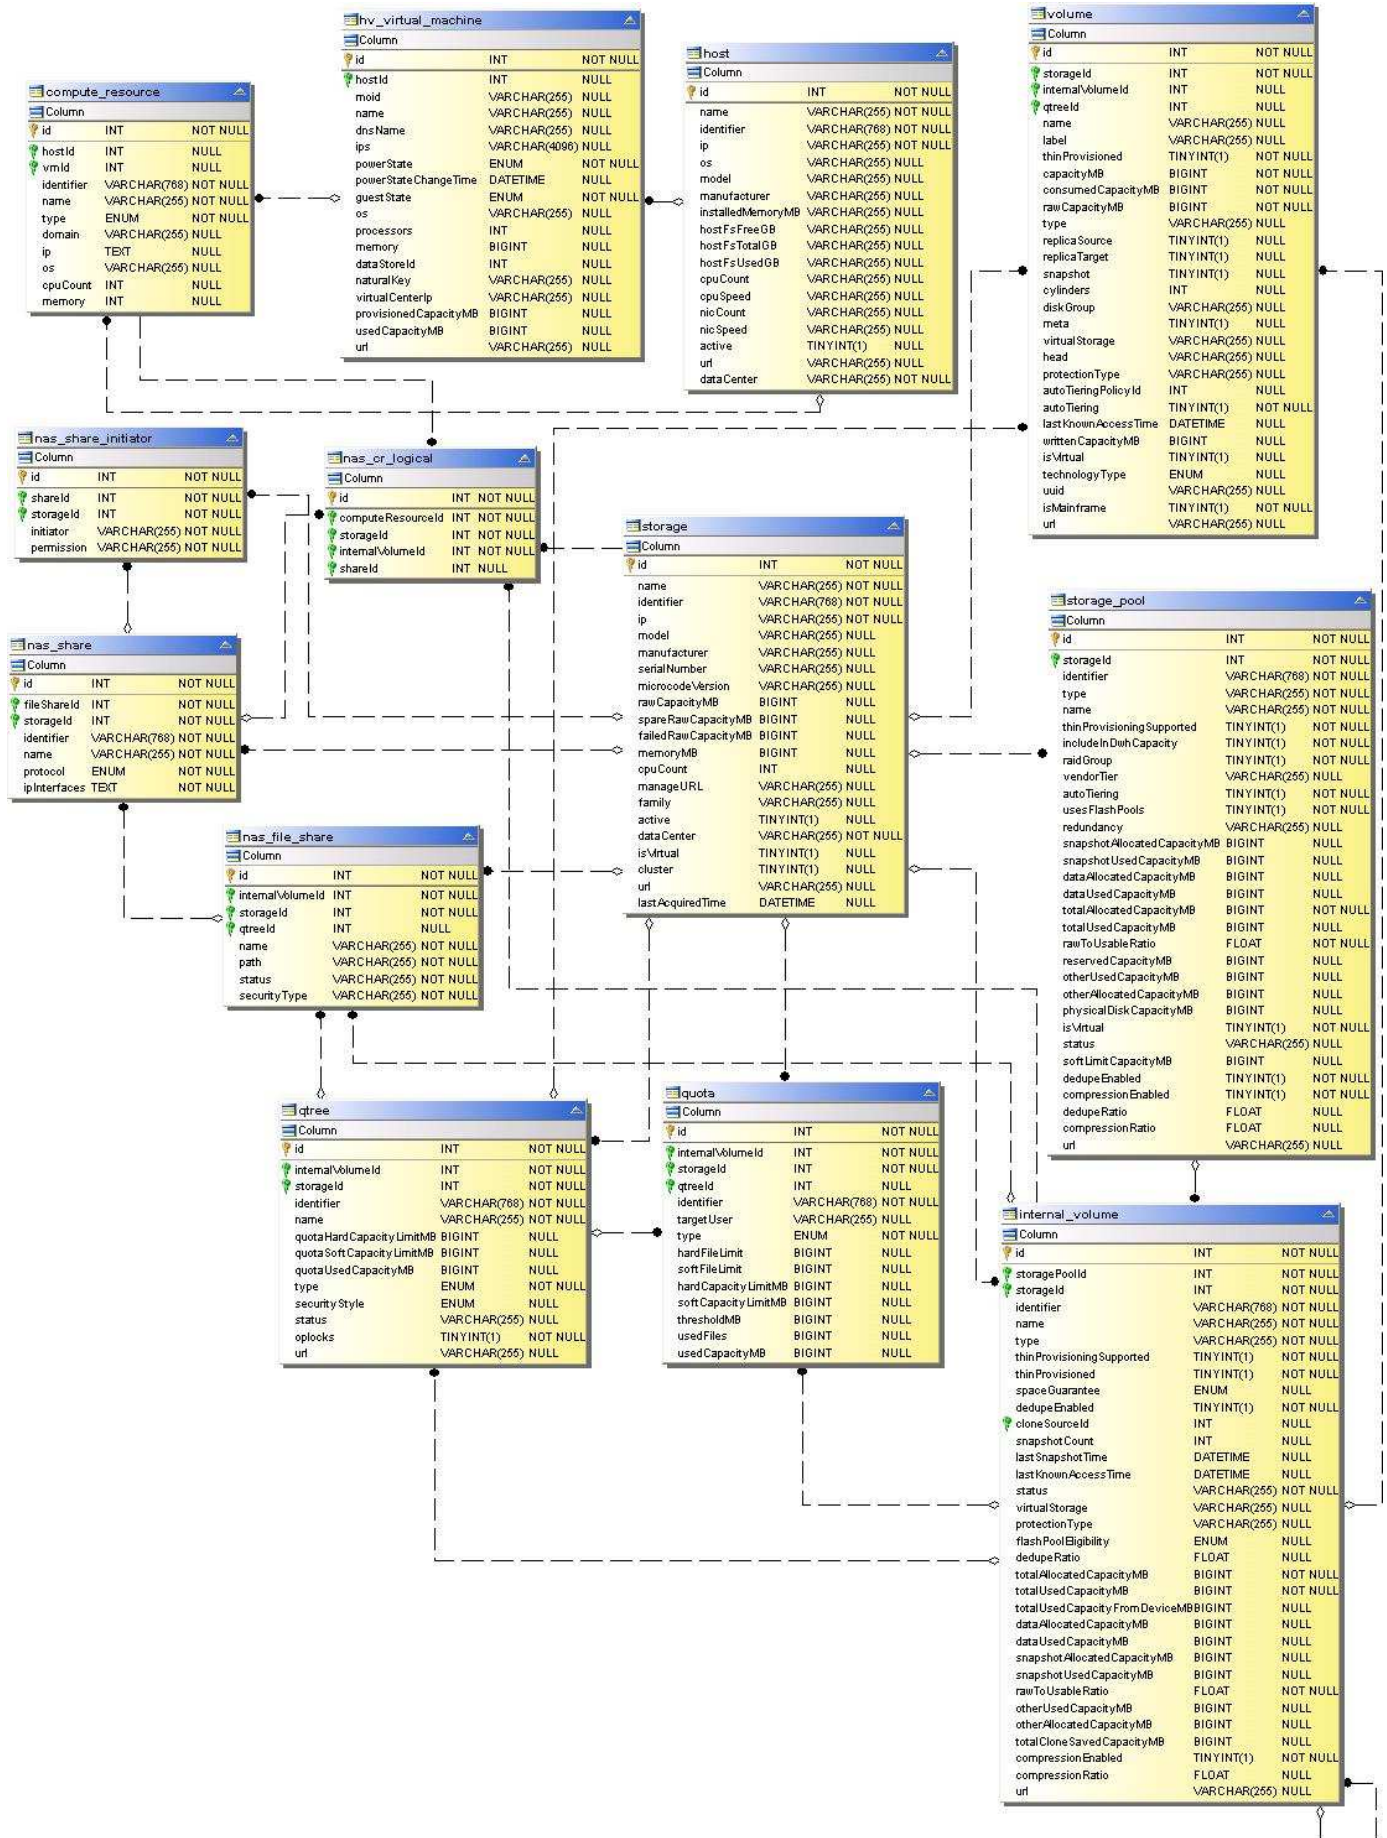 hv_virtual_machine
Column
id INT NOT NULL
hostId INT NULL
moid VARCHAR(255) NULL
name VARCHAR(255) NULL
dnsName VARCHAR(255) NULL
ips VARCHAR(4096) NULL
powerState ENUM NOT NULL
powerStateChangeTime DATETIME NULL
guestState ENUM NOT NULL
os VARCHAR(255) NULL
processors INT NULL
memory BIGINT NULL
dataStoreId INT NULL
naturalKey VARCHAR(255) NULL
virtualCenterIp VARCHAR(255) NULL
provisionedCapacityMB BIGINT NULL
usedCapacityMB BIGINT NULL
url VARCHAR(255) NULL
host
Column
id INT NOT NULL
name VARCHAR(255) NOT NULL
identifier VARCHAR(768) NOT NULL
ip VARCHAR(255) NOT NULL
os VARCHAR(255) NULL
model VARCHAR(255) NULL
manufacturer VARCHAR(255) NULL
installedMemoryMB VARCHAR(255) NULL
hostFsFreeGB VARCHAR(255) NULL
hostFsTotalGB VARCHAR(255) NULL
hostFsUsedGB VARCHAR(255) NULL
cpuCount VARCHAR(255) NULL
cpuSpeed VARCHAR(255) NULL
nicCount VARCHAR(255) NULL
nicSpeed VARCHAR(255) NULL
active TINYINT(1) NULL
url VARCHAR(255) NULL
dataCenter VARCHAR(255) NOT NULL
volume
Column
id INT NOT NULL
storageId INT NOT NULL
internalVolumeId INT NULL
qtreeId INT NULL
name VARCHAR(255) NULL
label VARCHAR(255) NULL
thinProvisioned TINYINT(1) NOT NULL
capacityMB BIGINT NOT NULL
consumedCapacityMB BIGINT NOT NULL
rawCapacityMB BIGINT NOT NULL
type VARCHAR(255) NULL
replicaSource TINYINT(1) NULL
replicaTarget TINYINT(1) NULL
snapshot TINYINT(1) NULL
cylinders INT NULL
diskGroup VARCHAR(255) NULL
meta TINYINT(1) NULL
virtualStorage VARCHAR(255) NULL
head VARCHAR(255) NULL
protectionType VARCHAR(255) NULL
autoTieringPolicyId INT NULL
autoTiering TINYINT(1) NOT NULL
lastKnownAccessTime DATETIME NULL
writtenCapacityMB BIGINT NULL
isVirtual TINYINT(1) NULL
technologyType ENUM NULL
uuid VARCHAR(255) NULL
isMainframe TINYINT(1) NOT NULL
url VARCHAR(255) NULL
compute_resource
Column
id INT NOT NULL
hostId INT NULL
vmId INT NULL
identifier VARCHAR(768) NOT NULL
name VARCHAR(255) NOT NULL
type ENUM NOT NULL
domain VARCHAR(255) NULL
ip TEXT NULL
os VARCHAR(255) NULL
cpuCount INT NULL
memory INT NULL
nas_share_initiator
Column
id INT NOT NULL
shareId INT NOT NULL
storageId INT NOT NULL
initiator VARCHAR(255) NOT NULL
permission VARCHAR(255) NOT NULL
nas_cr_logical
Column
id INT NOT NULL
computeResourceId INT NOT NULL
storageId INT NOT NULL
internalVolumeId INT NOT NULL
shareId INT NULL
storage
Column
id INT NOT NULL
name VARCHAR(255) NOT NULL
identifier VARCHAR(768) NOT NULL
ip VARCHAR(255) NOT NULL
model VARCHAR(255) NULL
manufacturer VARCHAR(255) NULL
serialNumber VARCHAR(255) NULL
microcodeVersion VARCHAR(255) NULL
rawCapacityMB BIGINT NULL
spareRawCapacityMB BIGINT NULL
failedRawCapacityMB BIGINT NULL
memoryMB BIGINT NULL
cpuCount INT NULL
manageURL VARCHAR(255) NULL
family VARCHAR(255) NULL
active TINYINT(1) NULL
dataCenter VARCHAR(255) NOT NULL
isVirtual TINYINT(1) NULL
cluster TINYINT(1) NULL
url VARCHAR(255) NULL
lastAcquiredTime DATETIME NULL
storage_pool
Column
id INT NOT NULL
storageId INT NOT NULL
identifier VARCHAR(768) NOT NULL
type VARCHAR(255) NOT NULL
name VARCHAR(255) NOT NULL
thinProvisioningSupported TINYINT(1) NOT NULL
includeInDwhCapacity TINYINT(1) NOT NULL
raidGroup TINYINT(1) NOT NULL
vendorTier VARCHAR(255) NULL
autoTiering TINYINT(1) NOT NULL
usesFlashPools TINYINT(1) NOT NULL
redundancy VARCHAR(255) NULL
snapshotAllocatedCapacityMB BIGINT NULL
snapshotUsedCapacityMB BIGINT NULL
dataAllocatedCapacityMB BIGINT NULL
dataUsedCapacityMB BIGINT NULL
totalAllocatedCapacityMB BIGINT NOT NULL
totalUsedCapacityMB BIGINT NULL
rawToUsableRatio FLOAT NOT NULL
reservedCapacityMB BIGINT NULL
otherUsedCapacityMB BIGINT NULL
otherAllocatedCapacityMB BIGINT NULL
physicalDiskCapacityMB BIGINT NULL
isVirtual TINYINT(1) NOT NULL
status VARCHAR(255) NULL
softLimitCapacityMB BIGINT NULL
dedupeEnabled TINYINT(1) NOT NULL
compressionEnabled TINYINT(1) NOT NULL
dedupeRatio FLOAT NULL
compressionRatio FLOAT NULL
url VARCHAR(255) NULL
nas_share
Column
id INT NOT NULL
fileShareId INT NOT NULL
storageId INT NOT NULL
identifier VARCHAR(768) NOT NULL
name VARCHAR(255) NOT NULL
protocol ENUM NOT NULL
ipInterfaces TEXT NOT NULL
nas_file_share
Column
id INT NOT NULL
internalVolumeId INT NOT NULL
storageId INT NOT NULL
qtreeId INT NULL
name VARCHAR(255) NOT NULL
path VARCHAR(255) NOT NULL
status VARCHAR(255) NOT NULL
securityType VARCHAR(255) NOT NULL
qtree
Column
id INT NOT NULL
internalVolumeId INT NOT NULL
storageId INT NOT NULL
identifier VARCHAR(768) NOT NULL
name VARCHAR(255) NOT NULL
quotaHardCapacityLimitMB BIGINT NULL
quotaSoftCapacityLimitMB BIGINT NULL
quotaUsedCapacityMB BIGINT NULL
type ENUM NOT NULL
securityStyle ENUM NULL
status VARCHAR(255) NULL
oplocks TINYINT(1) NOT NULL
url VARCHAR(255) NULL
quota
Column
id INT NOT NULL
internalVolumeId INT NOT NULL
storageId INT NOT NULL
qtreeId INT NULL
identifier VARCHAR(768) NOT NULL
targetUser VARCHAR(255) NULL
type ENUM NOT NULL
hardFileLimit BIGINT NULL
softFileLimit BIGINT NULL
hardCapacityLimitMB BIGINT NULL
softCapacityLimitMB BIGINT NULL
thresholdMB BIGINT NULL
usedFiles BIGINT NULL
usedCapacityMB BIGINT NULL
internal_volume
Column
id INT NOT NULL
storagePoolId INT NOT NULL
storageId INT NOT NULL
identifier VARCHAR(768) NOT NULL
name VARCHAR(255) NOT NULL
type VARCHAR(255) NOT NULL
thinProvisioningSupported TINYINT(1) NOT NULL
thinProvisioned TINYINT(1) NOT NULL
spaceGuarantee ENUM NULL
dedupeEnabled TINYINT(1) NOT NULL
cloneSourceId INT NULL
snapshotCount INT NULL
lastSnapshotTime DATETIME NULL
lastKnownAccessTime DATETIME NULL
status VARCHAR(255) NOT NULL
virtualStorage VARCHAR(255) NULL
protectionType VARCHAR(255) NULL
flashPoolEligibility ENUM NULL
dedupeRatio FLOAT NULL
totalAllocatedCapacityMB BIGINT NOT NULL
totalUsedCapacityMB BIGINT NOT NULL
totalUsedCapacityFromDeviceMB BIGINT NULL
dataAllocatedCapacityMB BIGINT NULL
dataUsedCapacityMB BIGINT NULL
snapshotAllocatedCapacityMB BIGINT NULL
snapshotUsedCapacityMB BIGINT NULL
rawToUsableRatio FLOAT NOT NULL
otherUsedCapacityMB BIGINT NULL
otherAllocatedCapacityMB BIGINT NULL
totalCloneSavedCapacityMB BIGINT NULL
compressionEnabled TINYINT(1) NOT NULL
compressionRatio FLOAT NULL
url VARCHAR(255) NULL